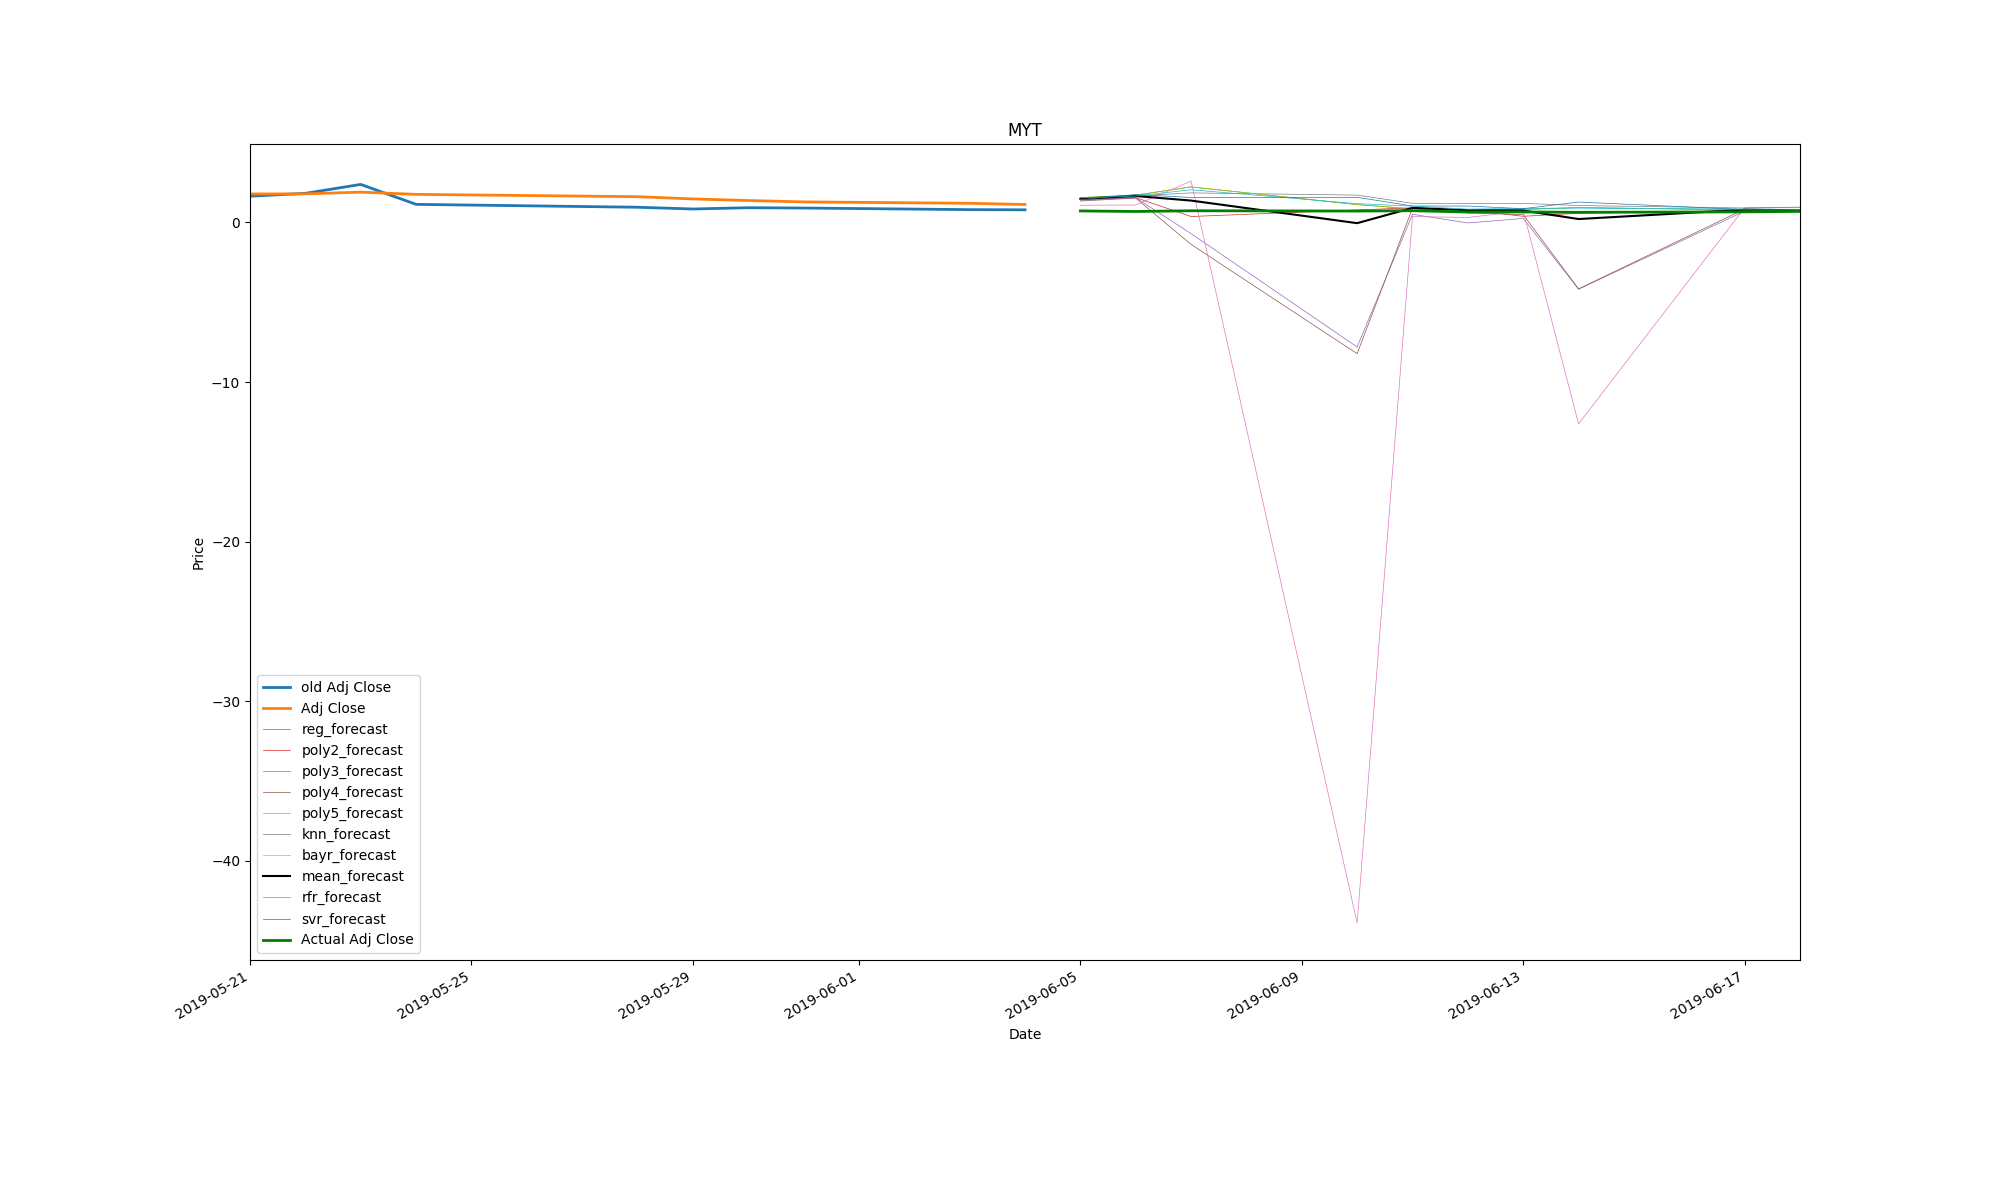 MYT
0
−10
−20
−30
−40
Price
old Adj Close
Adj Close
reg_forecast
poly2_forecast
poly3_forecast
poly4_forecast
poly5_forecast
knn_forecast
bayr_forecast
mean_forecast
rfr_forecast
svr_forecast
Actual Adj Close
2019-05-21
2019-05-25
2019-05-29
2019-06-01
2019-06-05
2019-06-09
2019-06-13
2019-06-17
Date